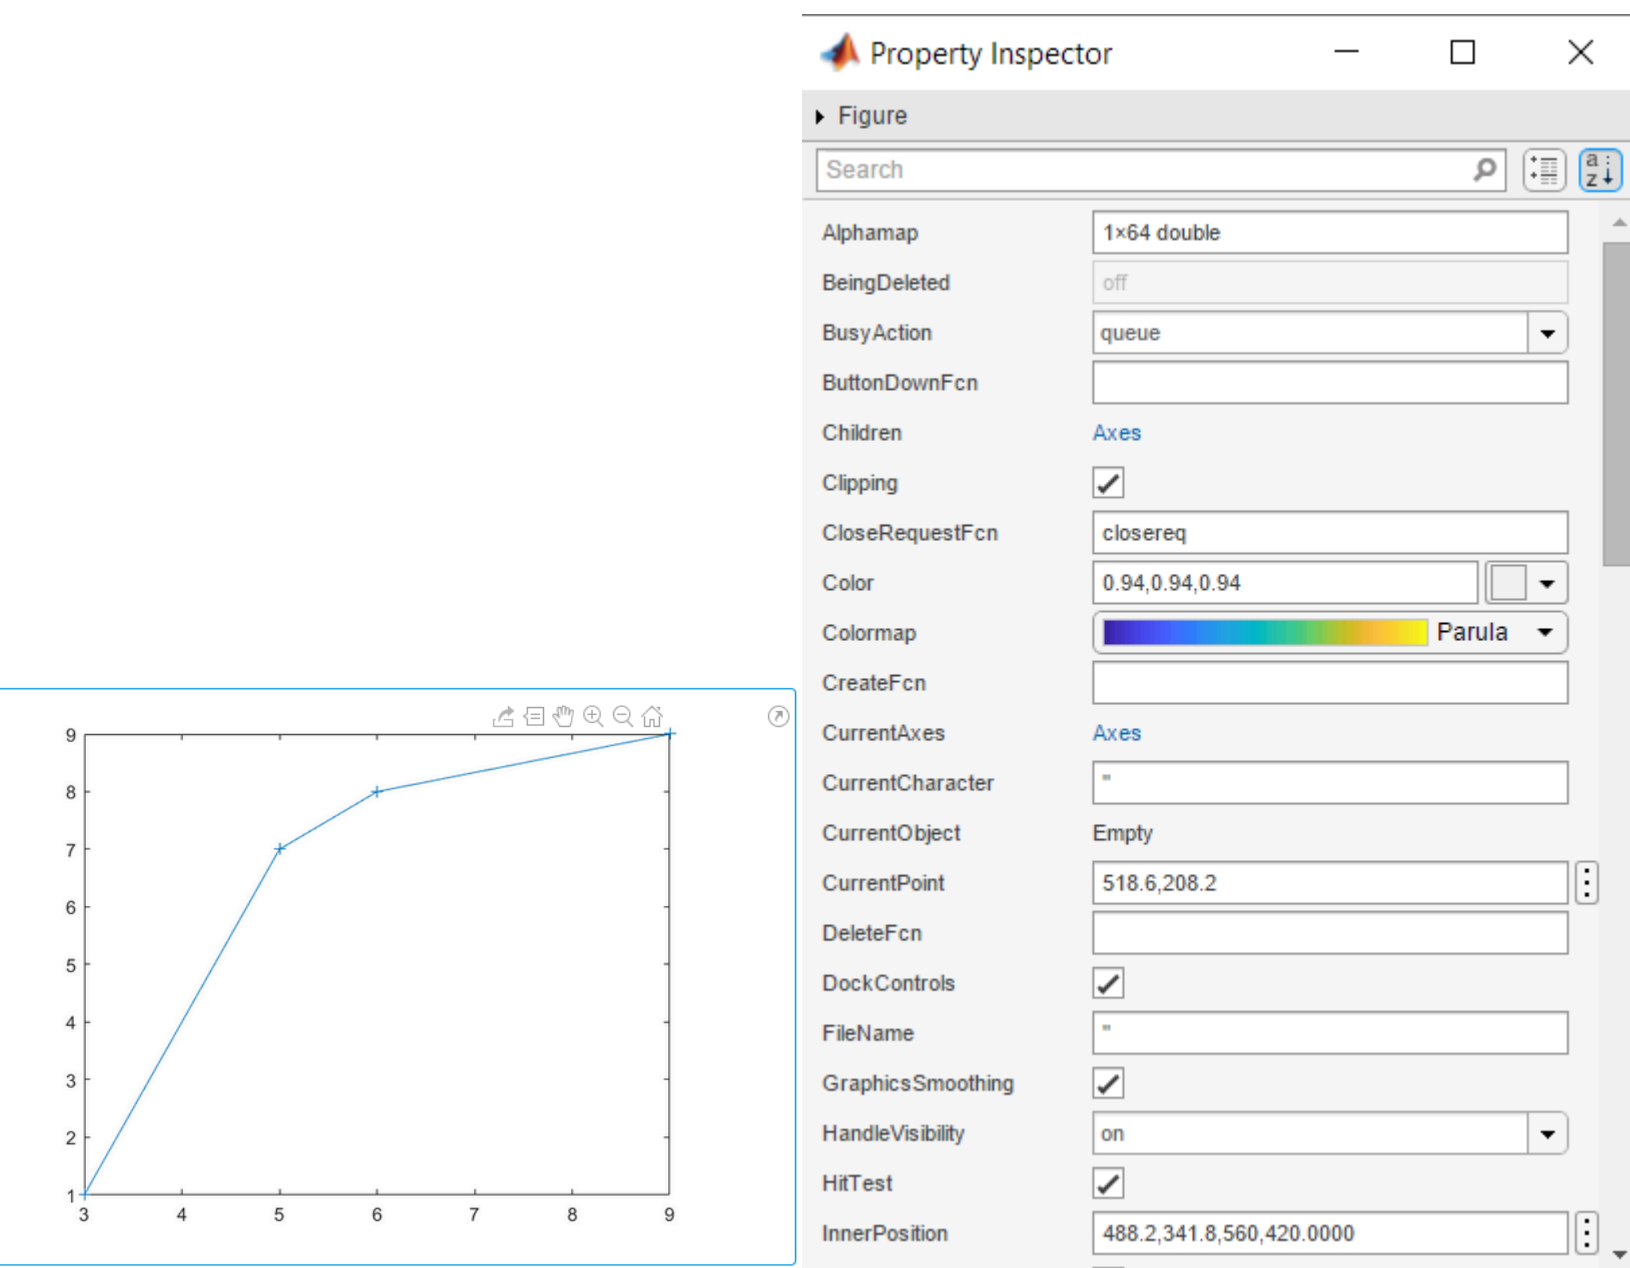 Property Inspector
Figure
Search
a
z
Alphamap 1×64 double
BeingDeleted off
BusyAction queue
ButtonDownFcn
Children Axes
Clipping
CloseRequestFcn closereq
Color 0.94,0.94,0.94
Colormap Parula
CreateFcn
CurrentAxes Axes
CurrentCharacter ''
CurrentObject Empty
CurrentPoint 518.6,208.2
DeleteFcn
DockControls
FileName ''
GraphicsSmoothing
HandleVisibility on
HitTest
InnerPosition 488.2,341.8,560,420.0000
9
8
7
6
5
4
3
2
1
3 4 5 6 7 8 9